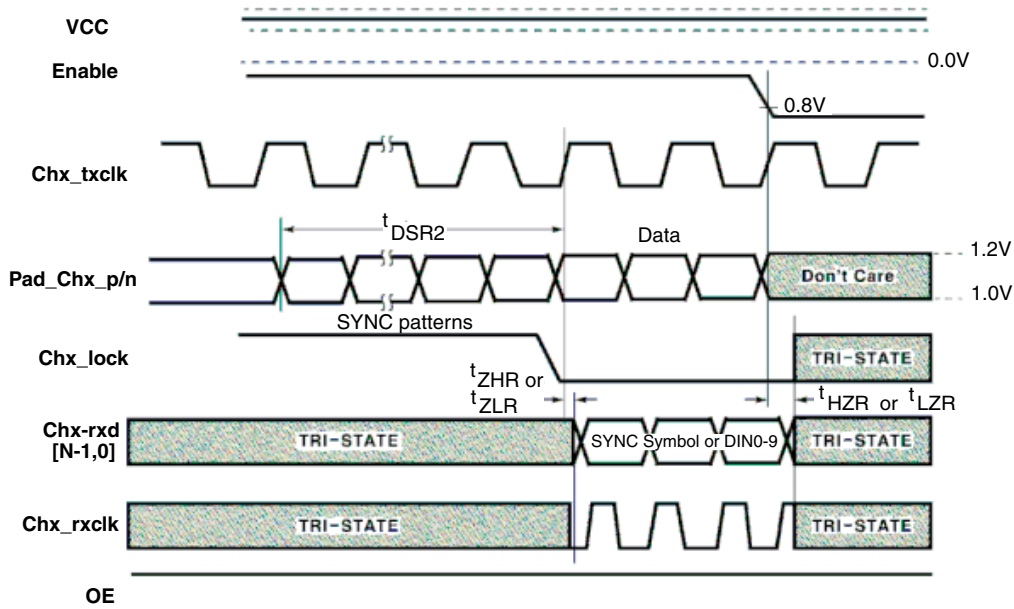 VCC
Enable
0.0V
0.8V
Chx_txclk
tDSR2
Data
Pad_Chx_p/n
Don't Care
1.2V
1.0V
SYNC patterns
Chx_lock
TRI-STATE
tZHR or
tZLR
tHZR or tLZR
Chx-rxd
[N-1,0]
TRI-STATE
SYNC Symbol or DIN0-9
TRI-STATE
Chx_rxclk
TRI-STATE
TRI-STATE
OE